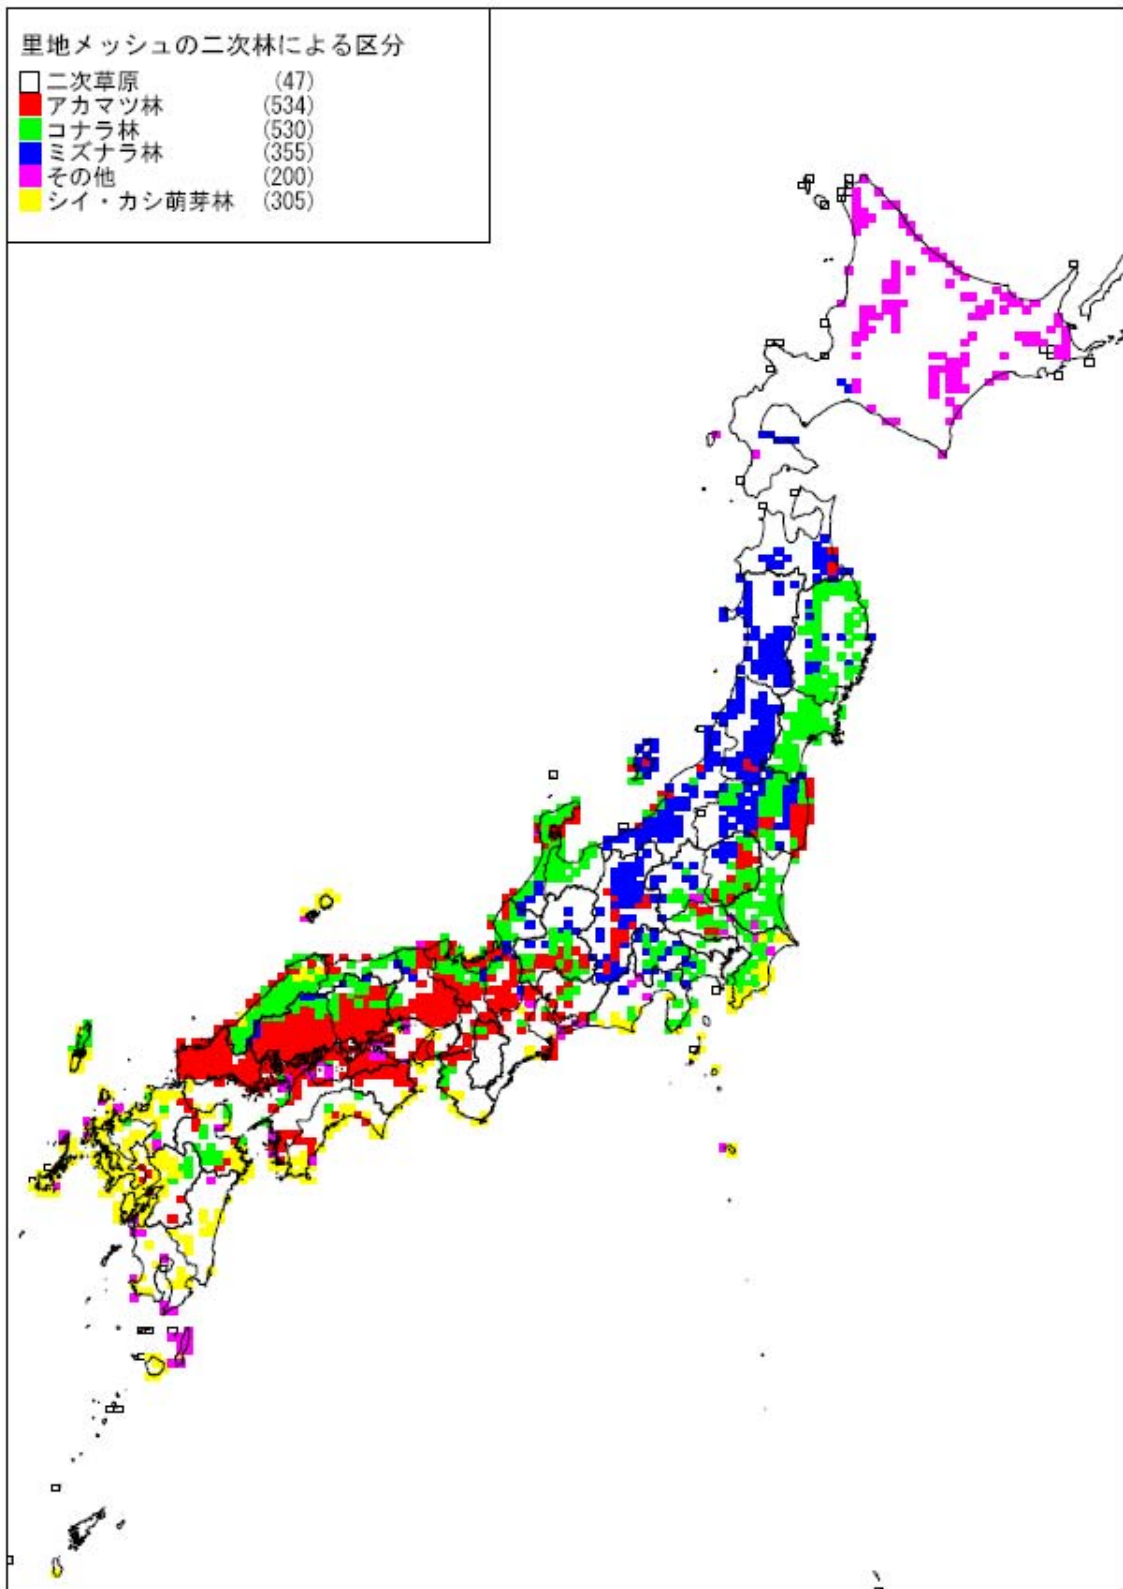 里地メッシュの二次林による区分
二次草原 (47)
アカマツ林 (534)
コナラ林 (530)
ミズナラ林 (355)
その他 (200)
シイ・カシ萌芽林 (305)